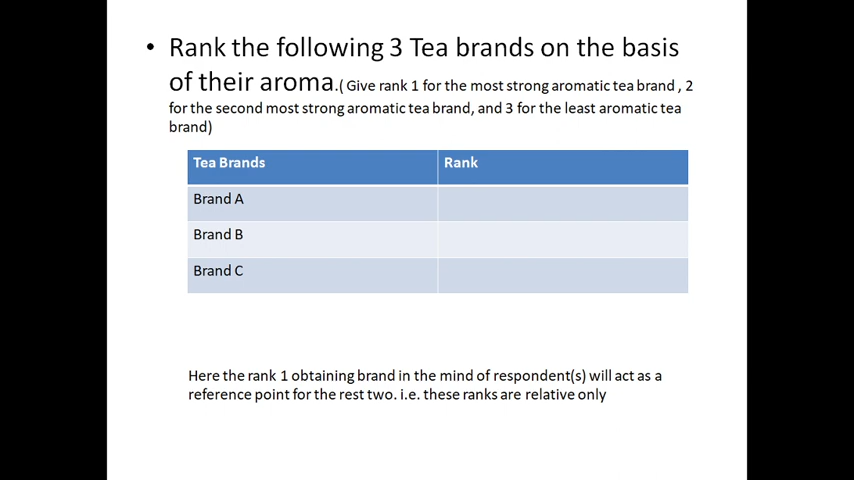 • Rank the following 3 Tea brands on the basis
of their aroma.( Give rank 1 for the most strong aromatic tea brand , 2
for the second most strong aromatic tea brand, and 3 for the least aromatic tea
brand)
Tea Brands Rank
Brand A
Brand B
Brand C
Here the rank 1 obtaining brand in the mind of respondent(s) will act as a
reference point for the rest two. i.e. these ranks are relative only